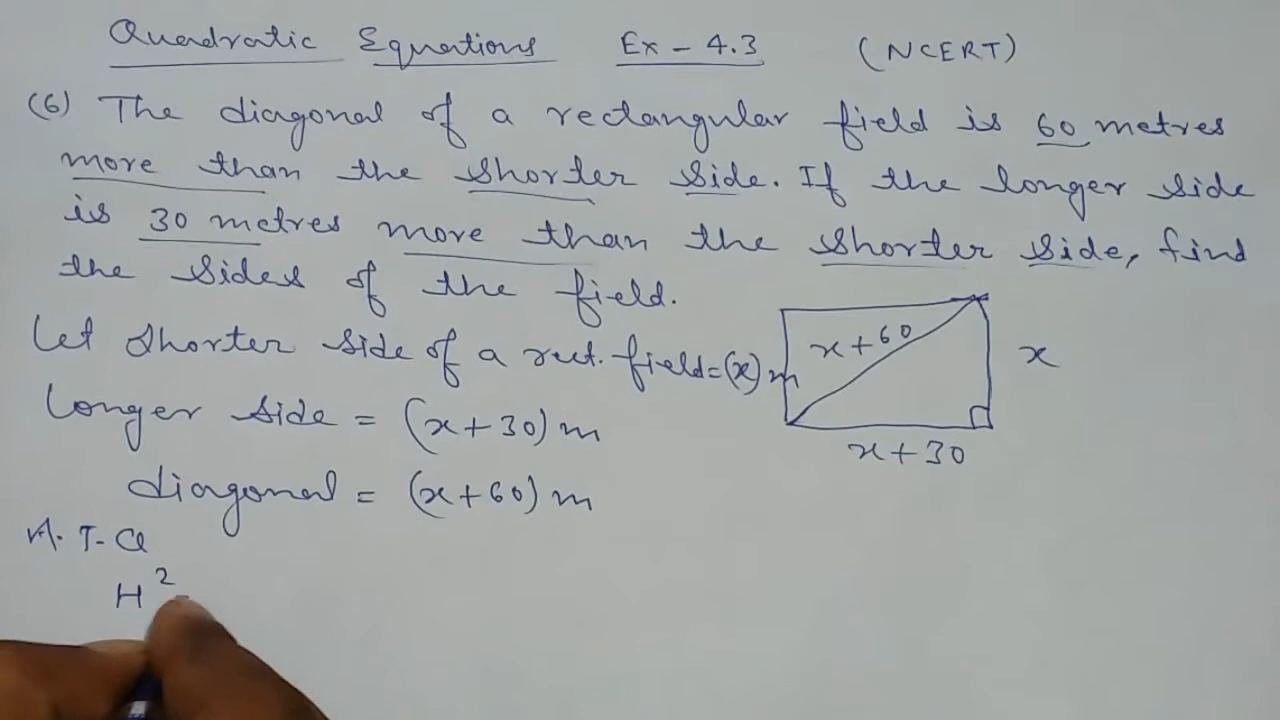 Quadratic Equations Ex - 4.3 (NCERT)
(6) The diagonal of a rectangular field is 60 metres
more than the shorter side. If the longer side
is 30 metres more than the shorter side, find
the sides of the field.
Let shorter side of a rect. field=(x) m
longer side = (x+30) m
diagonal = (x+60) m
x+60
x
x+30
A.T-Q
H²